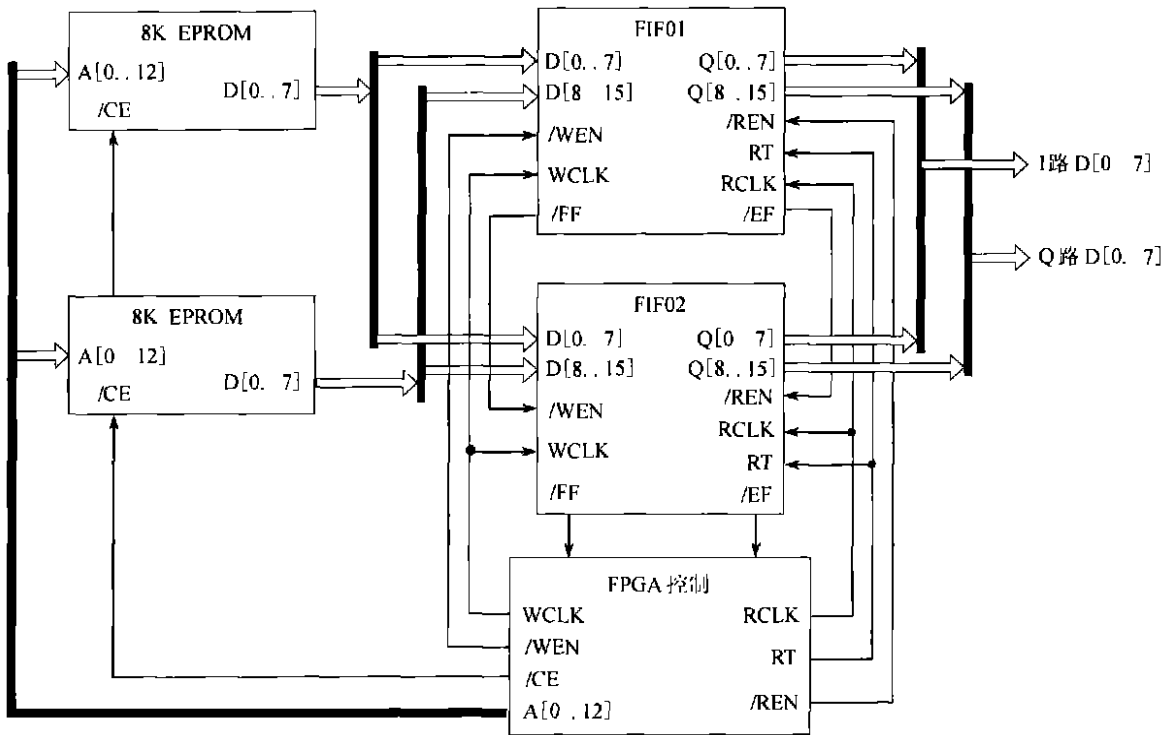 8K EPROM
A[0..12]
D[0..7]
/CE
8K EPROM
A[0 12]
D[0. 7]
/CE
FIF01
D[0..7]
Q[0..7]
D[8 15]
Q[8 .15]
/WEN
/REN
RT
WCLK
RCLK
/FF
/EF
FIF02
D[0. 7]
Q[0 7]
D[8..15]
Q[8..15]
/REN
/WEN
RCLK
WCLK
RT
/FF
/EF
I路 D[0 7]
Q路 D[0. 7]
FPGA 控制
WCLK
RCLK
/WEN
RT
/CE
/REN
A[0 .12]